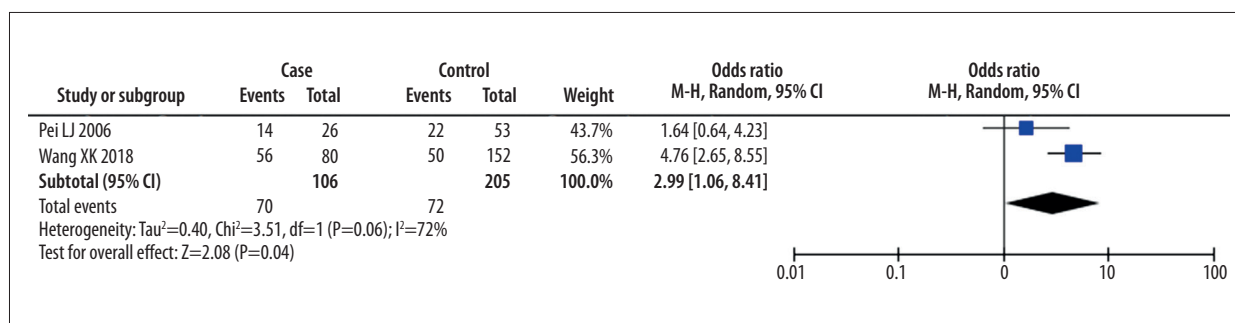 Case Control Odds ratio Odds ratio
Study or subgroup Events Total Events Total Weight M-H, Random, 95% CI M-H, Random, 95% CI
Pei LJ 2006 14 26 22 53 43.7% 1.64 [0.64, 4.23]
Wang XK 2018 56 80 50 152 56.3% 4.76 [2.65, 8.55]
Subtotal (95% CI) 106 205 100.0% 2.99 [1.06, 8.41]
Total events 70 72
Heterogeneity: Tau²=0.40, Chi²=3.51, df=1 (P=0.06); I²=72%
Test for overall effect: Z=2.08 (P=0.04)
0.01 0.1 0 10 100